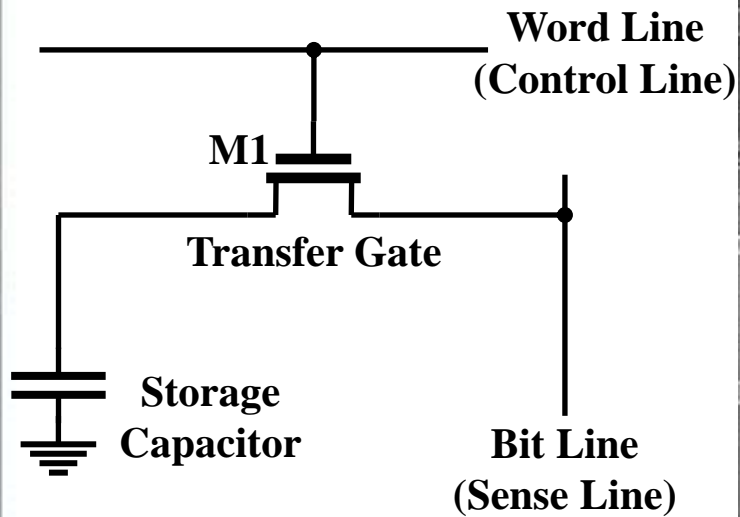 Word Line
(Control Line)
M1
Transfer Gate
Storage
Capacitor
Bit Line
(Sense Line)